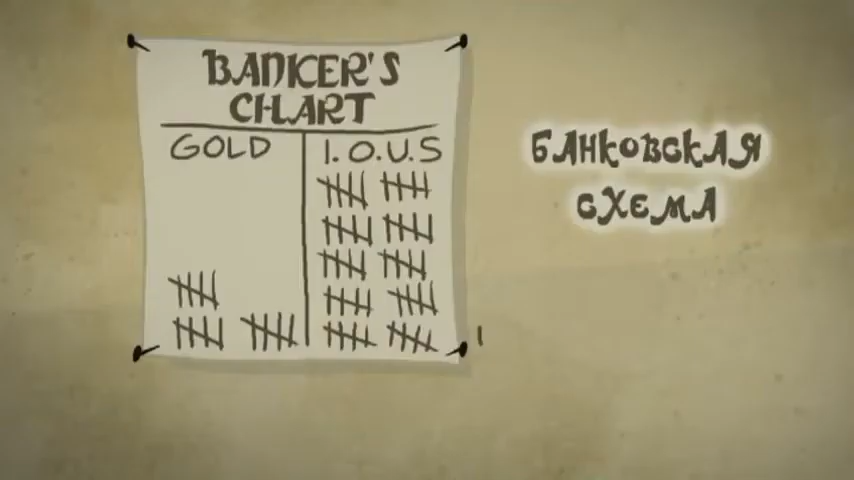 BANKER'S
CHART
GOLD
I.O.U.S
БАНКОВСКАЯ
СХЕМА